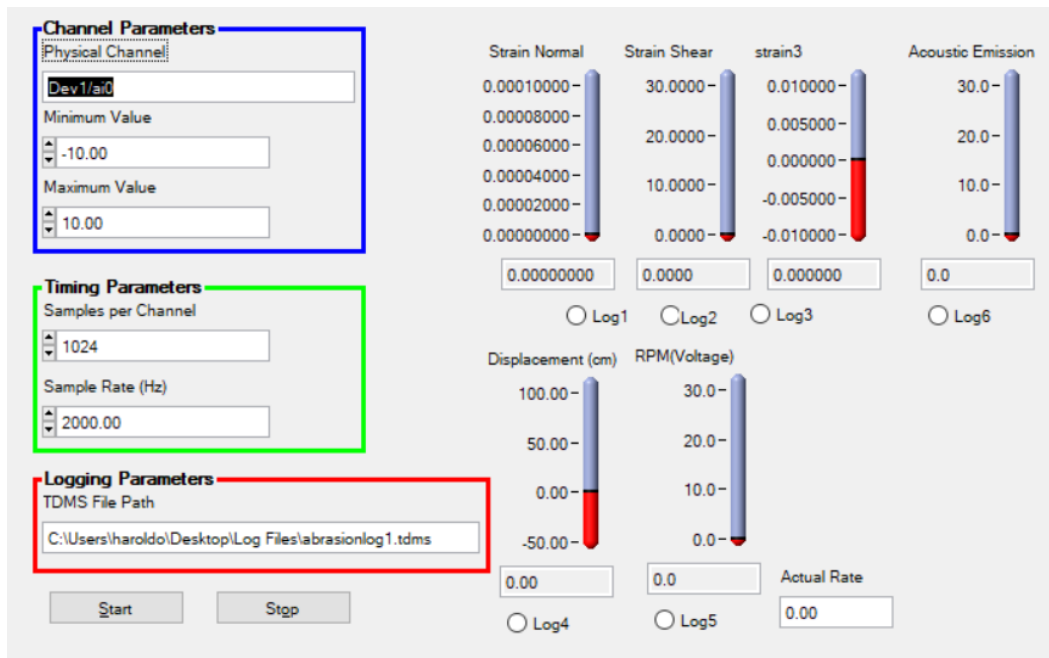 Channel Parameters
Physical Channel
Dev1/ai0
Minimum Value
-10.00
Maximum Value
10.00
Timing Parameters
Samples per Channel
1024
Sample Rate (Hz)
2000.00
Logging Parameters
TDMS File Path
C:\Users\haroldo\Desktop\Log Files\abrasionlog1.tdms
Start Stop
Strain Normal
0.00010000
0.00008000
0.00006000
0.00004000
0.00002000
0.00000000
0.00000000
Log1
Strain Shear
30.0000
20.0000
10.0000
0.0000
0.0000
Log2
strain3
0.010000
0.005000
0.000000
-0.005000
-0.010000
0.000000
Log3
Acoustic Emission
30.0
20.0
10.0
0.0
0.0
Log6
Displacement (cm)
100.00
50.00
0.00
-50.00
0.00
Log4
RPM(Voltage)
30.0
20.0
10.0
0.0
0.0
Log5
Actual Rate
0.00